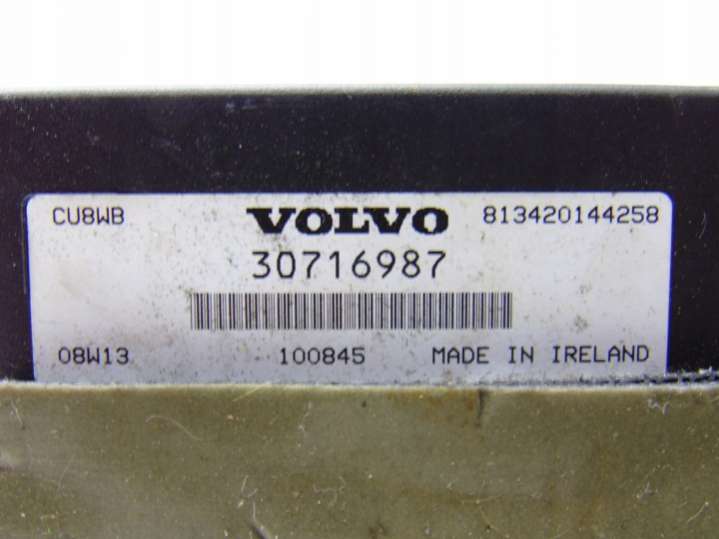 CU8WB VOLVO 813420144258
30716987
08W13 100845 MADE IN IRELAND